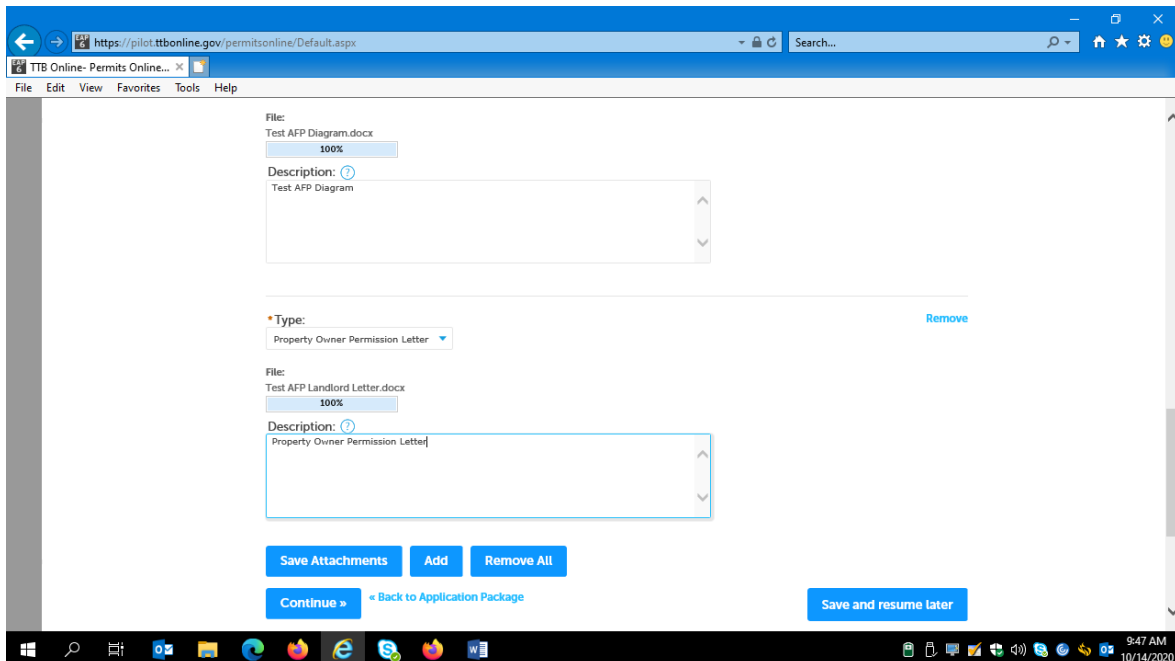 https://pilot.ttbonline.gov/permitsonline/Default.aspx
Search...
EAP
6
TTB Online- Permits Online...
File Edit View Favorites Tools Help
File:
Test AFP Diagram.docx
100%
Description: ?
Test AFP Diagram
*Type:
Remove
Property Owner Permission Letter
File:
Test AFP Landlord Letter.docx
100%
Description: ?
Property Owner Permission Letter
Save Attachments Add Remove All
Continue » « Back to Application Package Save and resume later
9:47 AM
10/14/2020